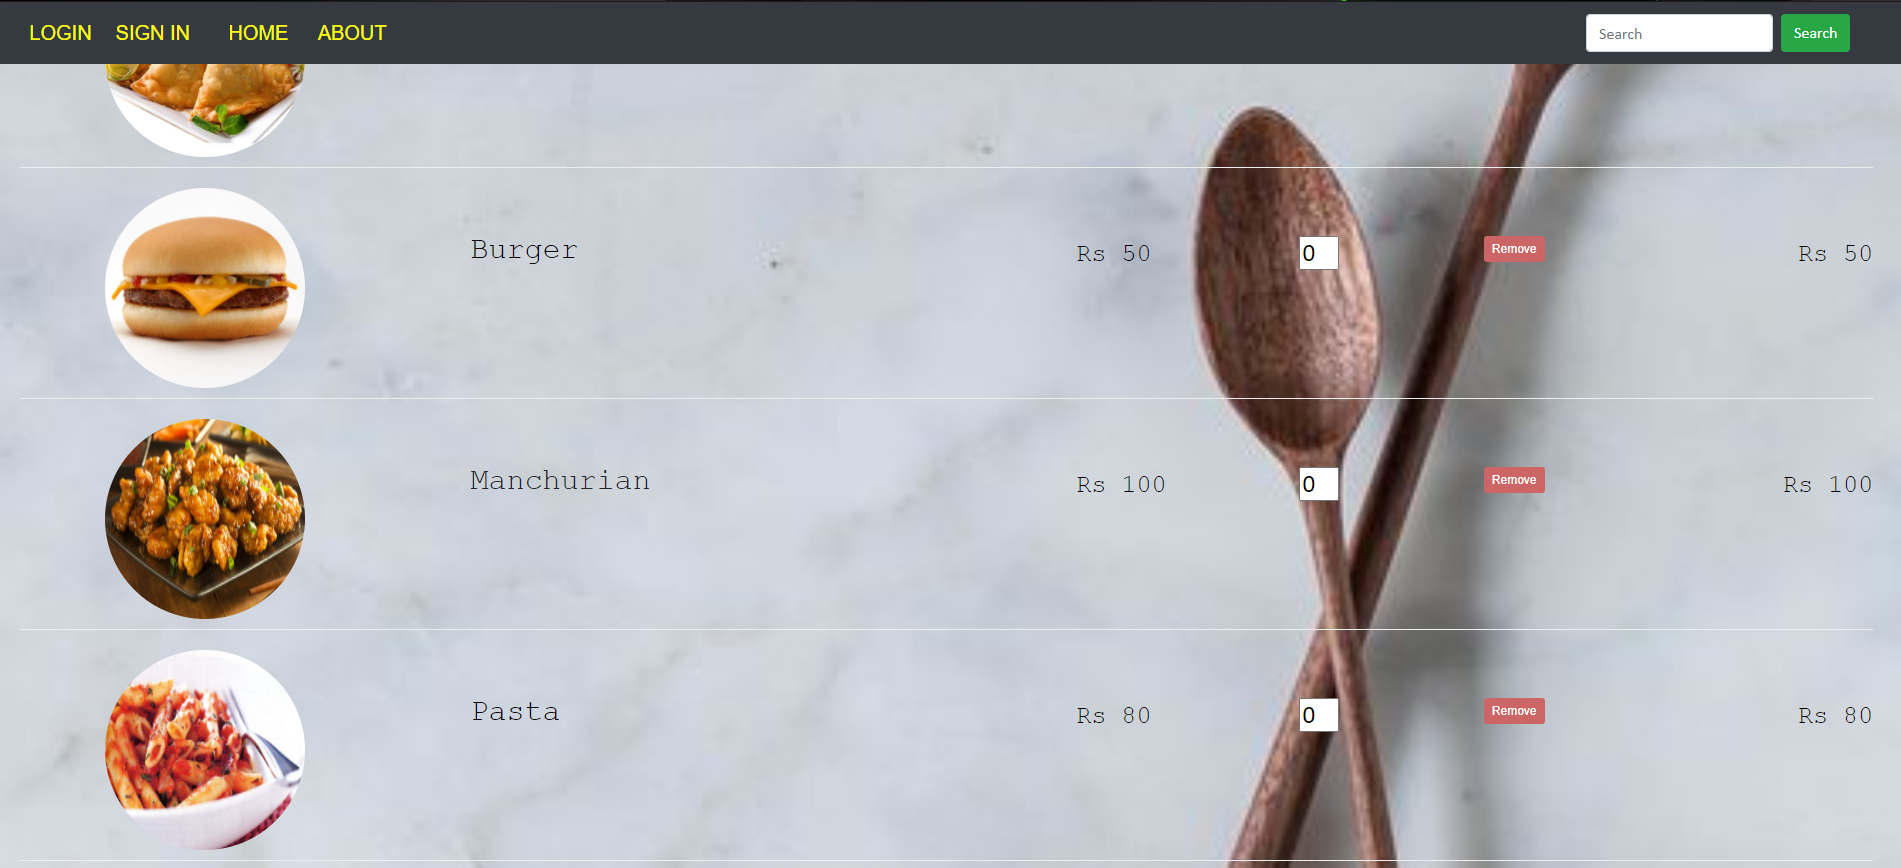 LOGIN SIGN IN HOME ABOUT Search Search
Burger Rs 50 0 Remove Rs 50
Manchurian Rs 100 0 Remove Rs 100
Pasta Rs 80 0 Remove Rs 80